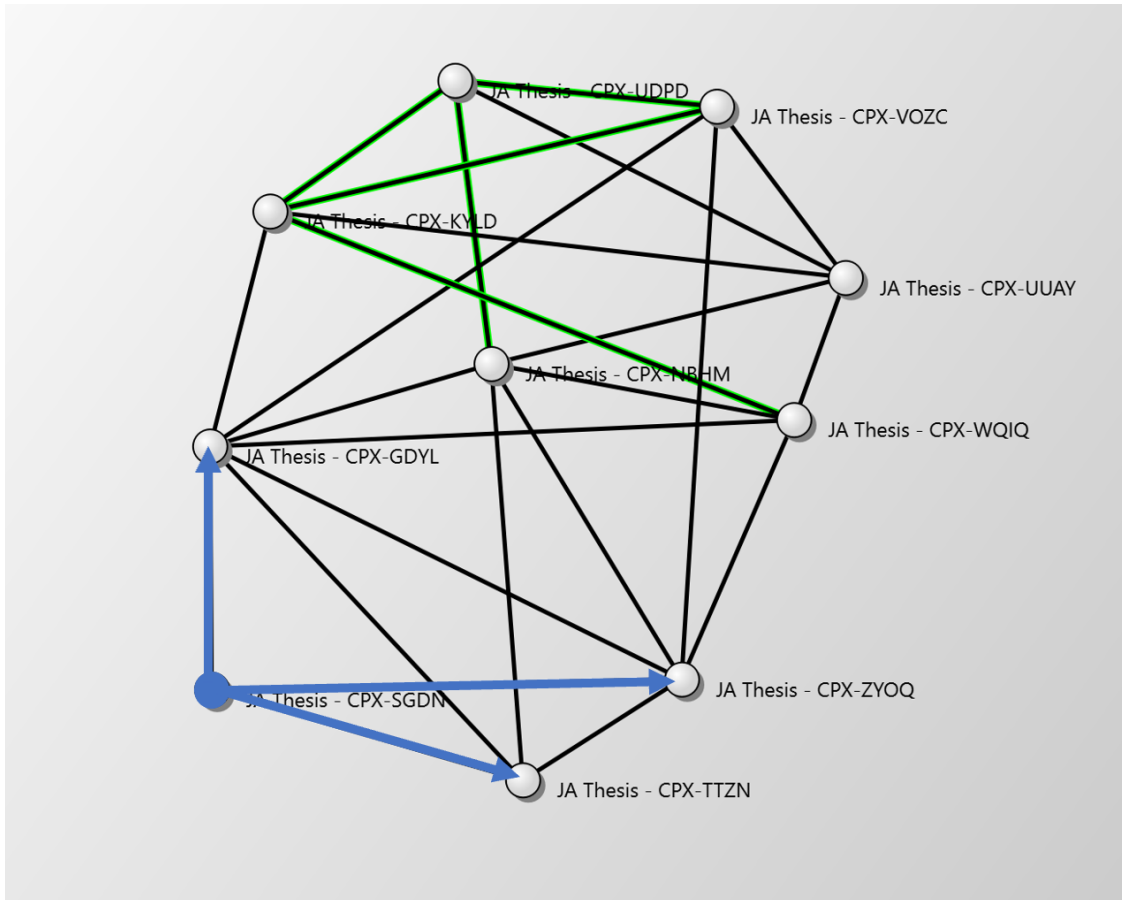 JA Thesis - CPX-UDPD
JA Thesis - CPX-VOZC
JA Thesis - CPX-KYLD
JA Thesis - CPX-UUAY
JA Thesis - CPX-NBHM
JA Thesis - CPX-WQIQ
JA Thesis - CPX-GDYL
JA Thesis - CPX-ZYOQ
JA Thesis - CPX-SGDN
JA Thesis - CPX-TTZN